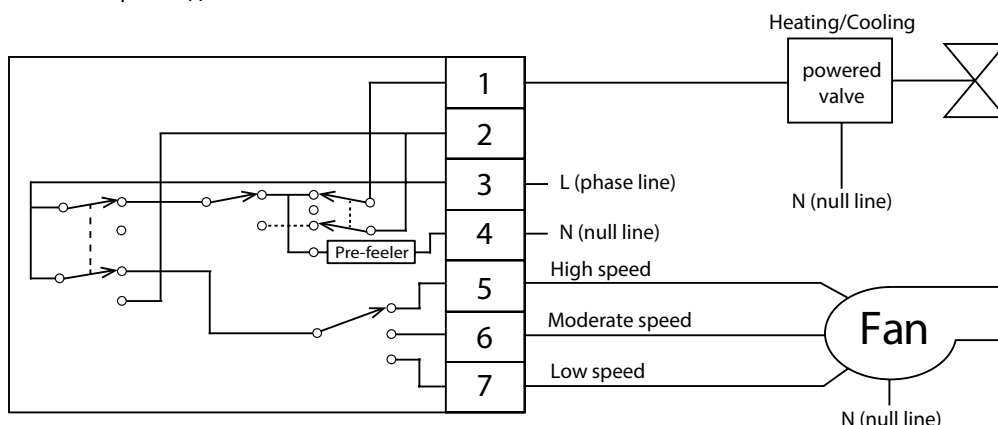 Heating/Cooling
powered
valve
1
2
3
4
5
6
7
L (phase line)
N (null line)
N (null line)
Pre-feeler
High speed
Moderate speed
Low speed
Fan
N (null line)